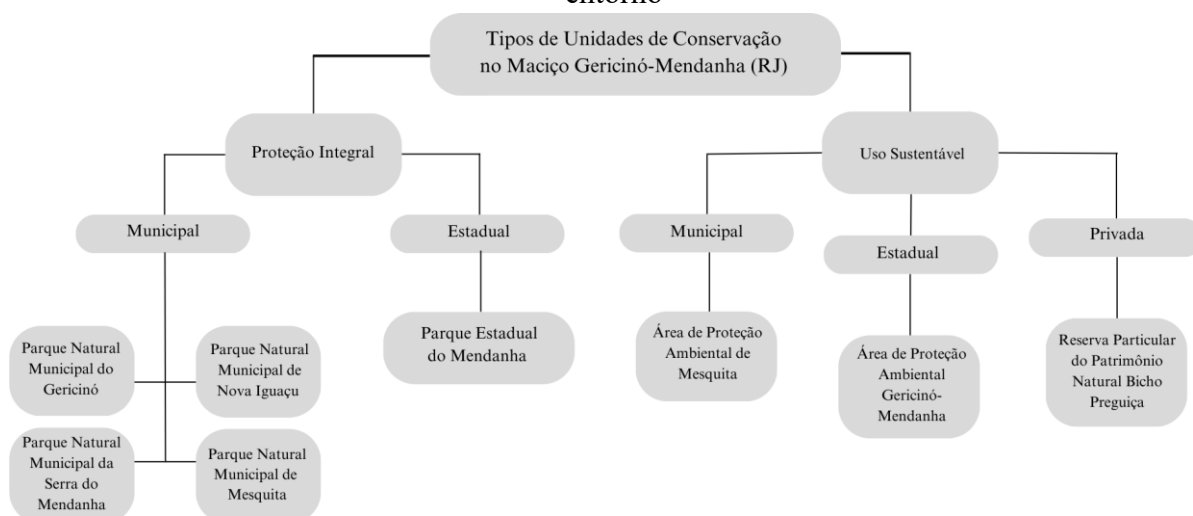 entorno
Tipos de Unidades de Conservação
no Maciço Gericinó-Mendanha (RJ)
Proteção Integral
Uso Sustentável
Municipal
Estadual
Municipal
Estadual
Privada
Parque Natural
Municipal do
Gericinó
Parque Natural
Municipal de
Nova Iguaçu
Parque Natural
Municipal da
Serra do
Mendanha
Parque Natural
Municipal de
Mesquita
Parque Estadual
do Mendanha
Área de Proteção
Ambiental de
Mesquita
Área de Proteção
Ambiental
Gericinó-
Mendanha
Reserva Particular
do Patrimônio
Natural Bicho
Preguiça